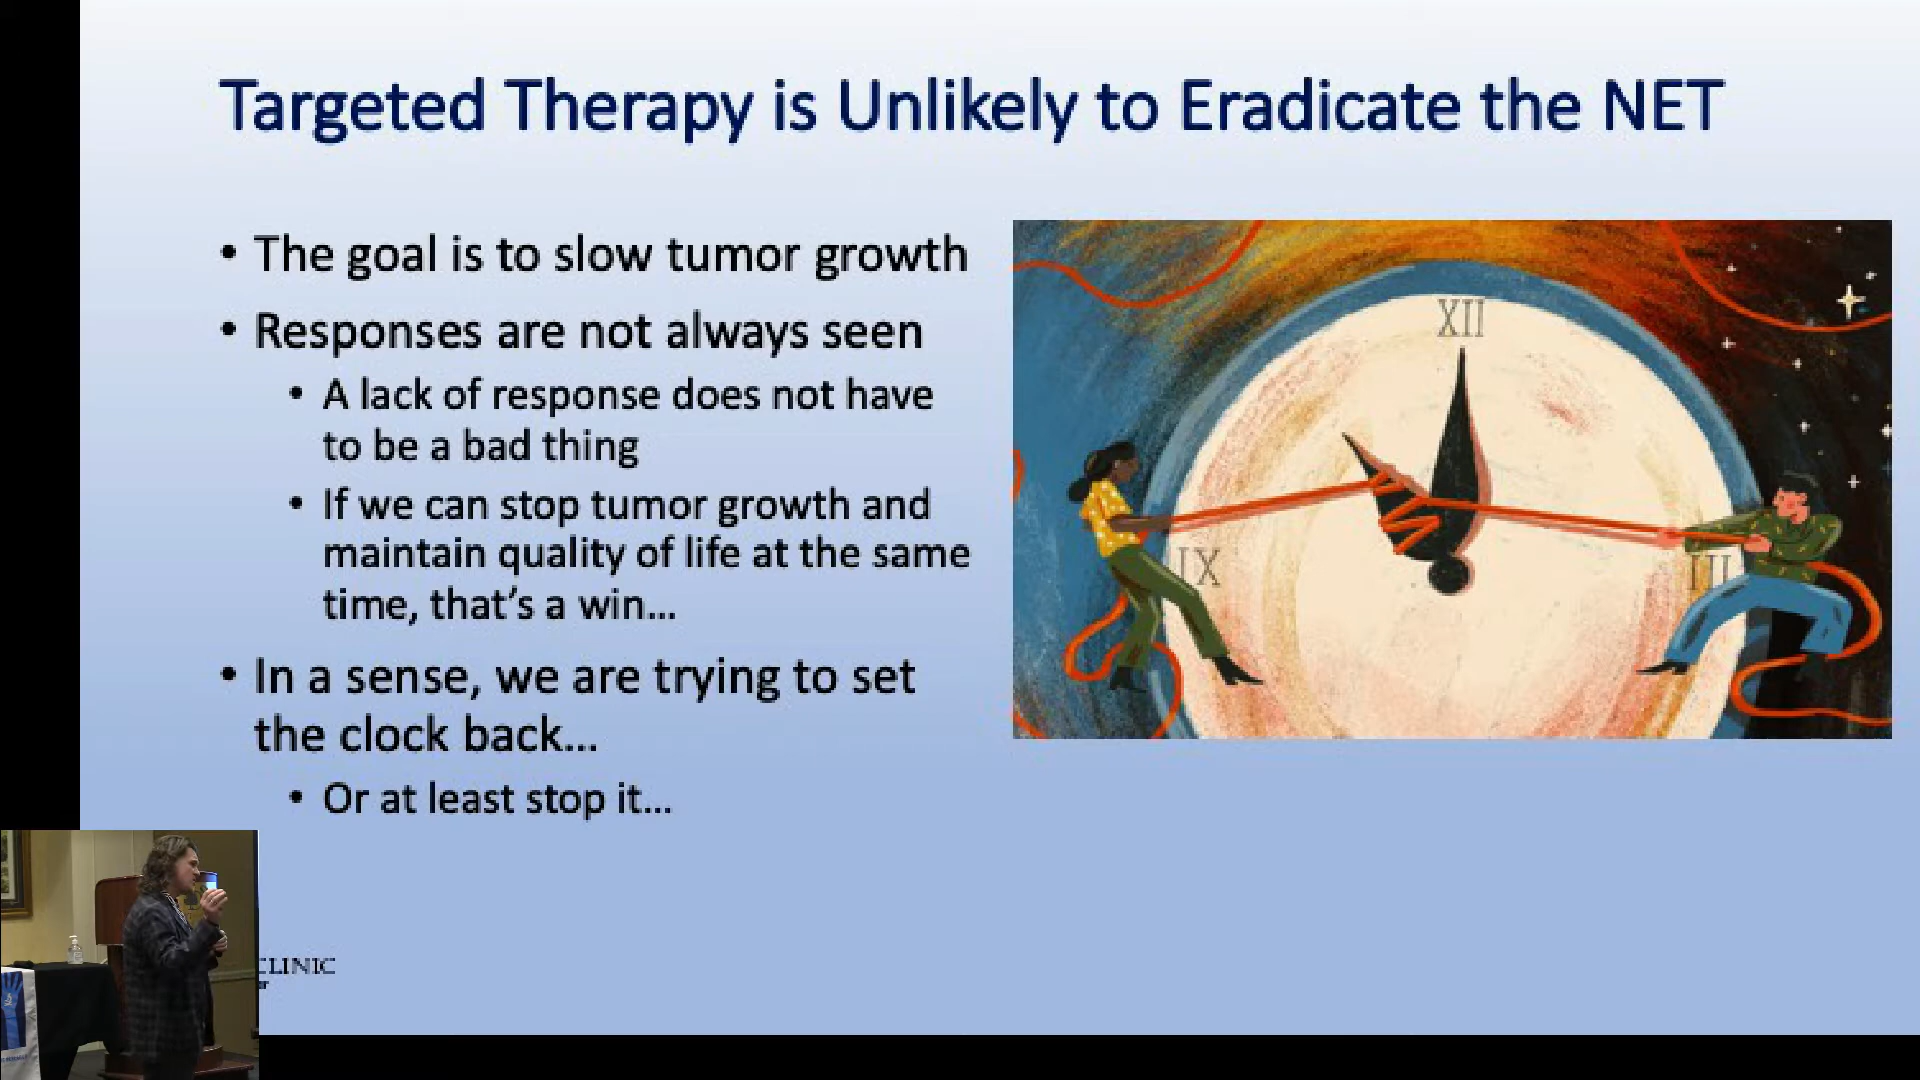 Targeted Therapy is Unlikely to Eradicate the NET
• The goal is to slow tumor growth
• Responses are not always seen
• A lack of response does not have
to be a bad thing
• If we can stop tumor growth and
maintain quality of life at the same
time, that's a win...
• In a sense, we are trying to set
the clock back...
• Or at least stop it...
XII
IX
III
CLINIC